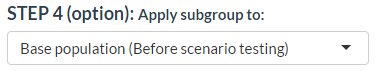 STEP 4 (option): Apply subgroup to:
Base population (Before scenario testing)